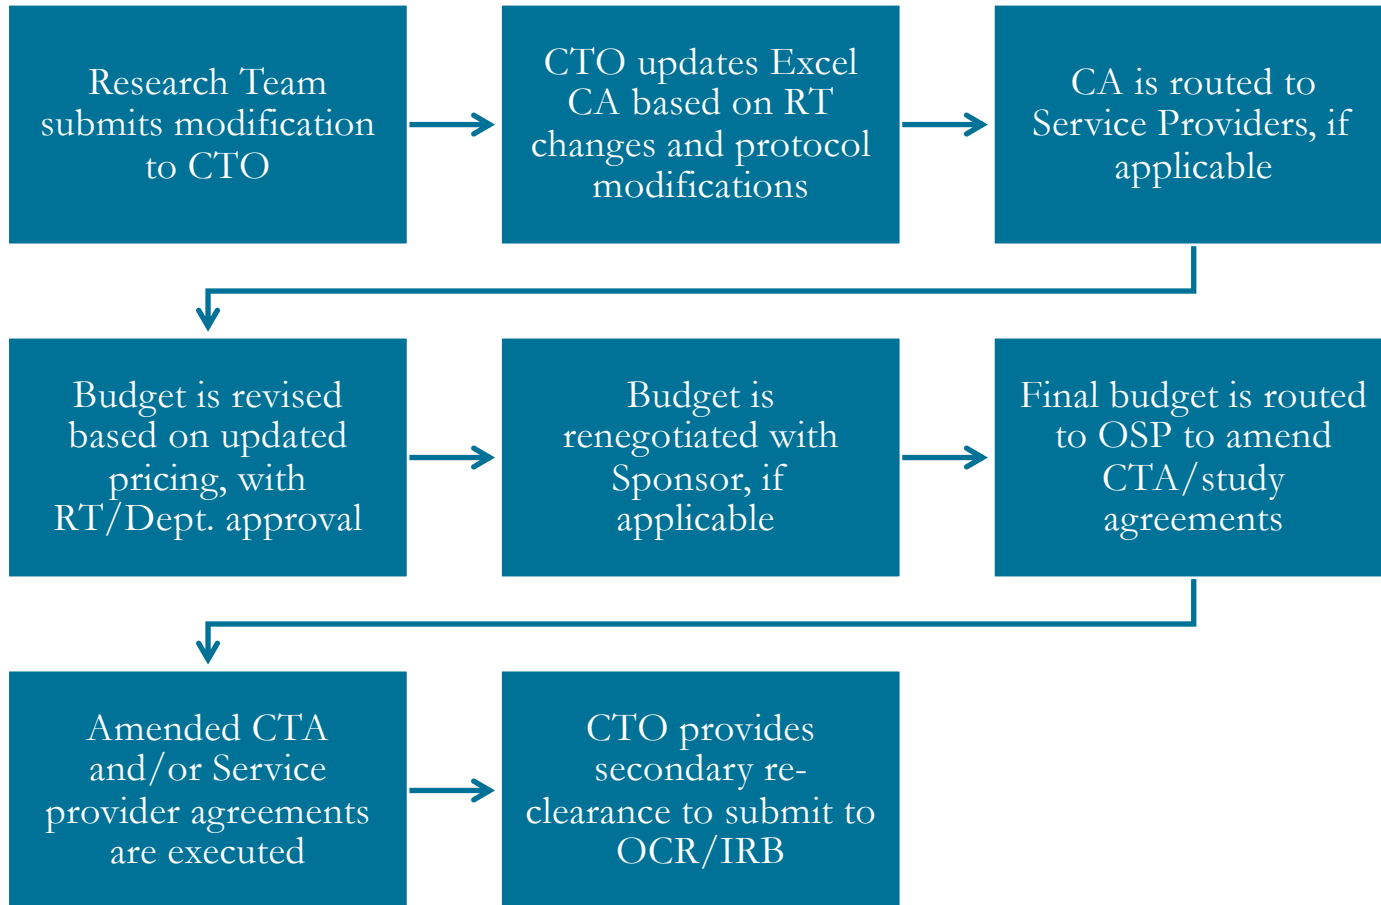 Research Team
submits modification
to CTO
CTO updates Excel
CA based on RT
changes and protocol
modifications
CA is routed to
Service Providers, if
applicable
Budget is revised
based on updated
pricing, with
RT/Dept. approval
Budget is
renegotiated with
Sponsor, if
applicable
Final budget is routed
to OSP to amend
CTA/study
agreements
Amended CTA
and/or Service
provider agreements
are executed
CTO provides
secondary re-
clearance to submit to
OCR/IRB